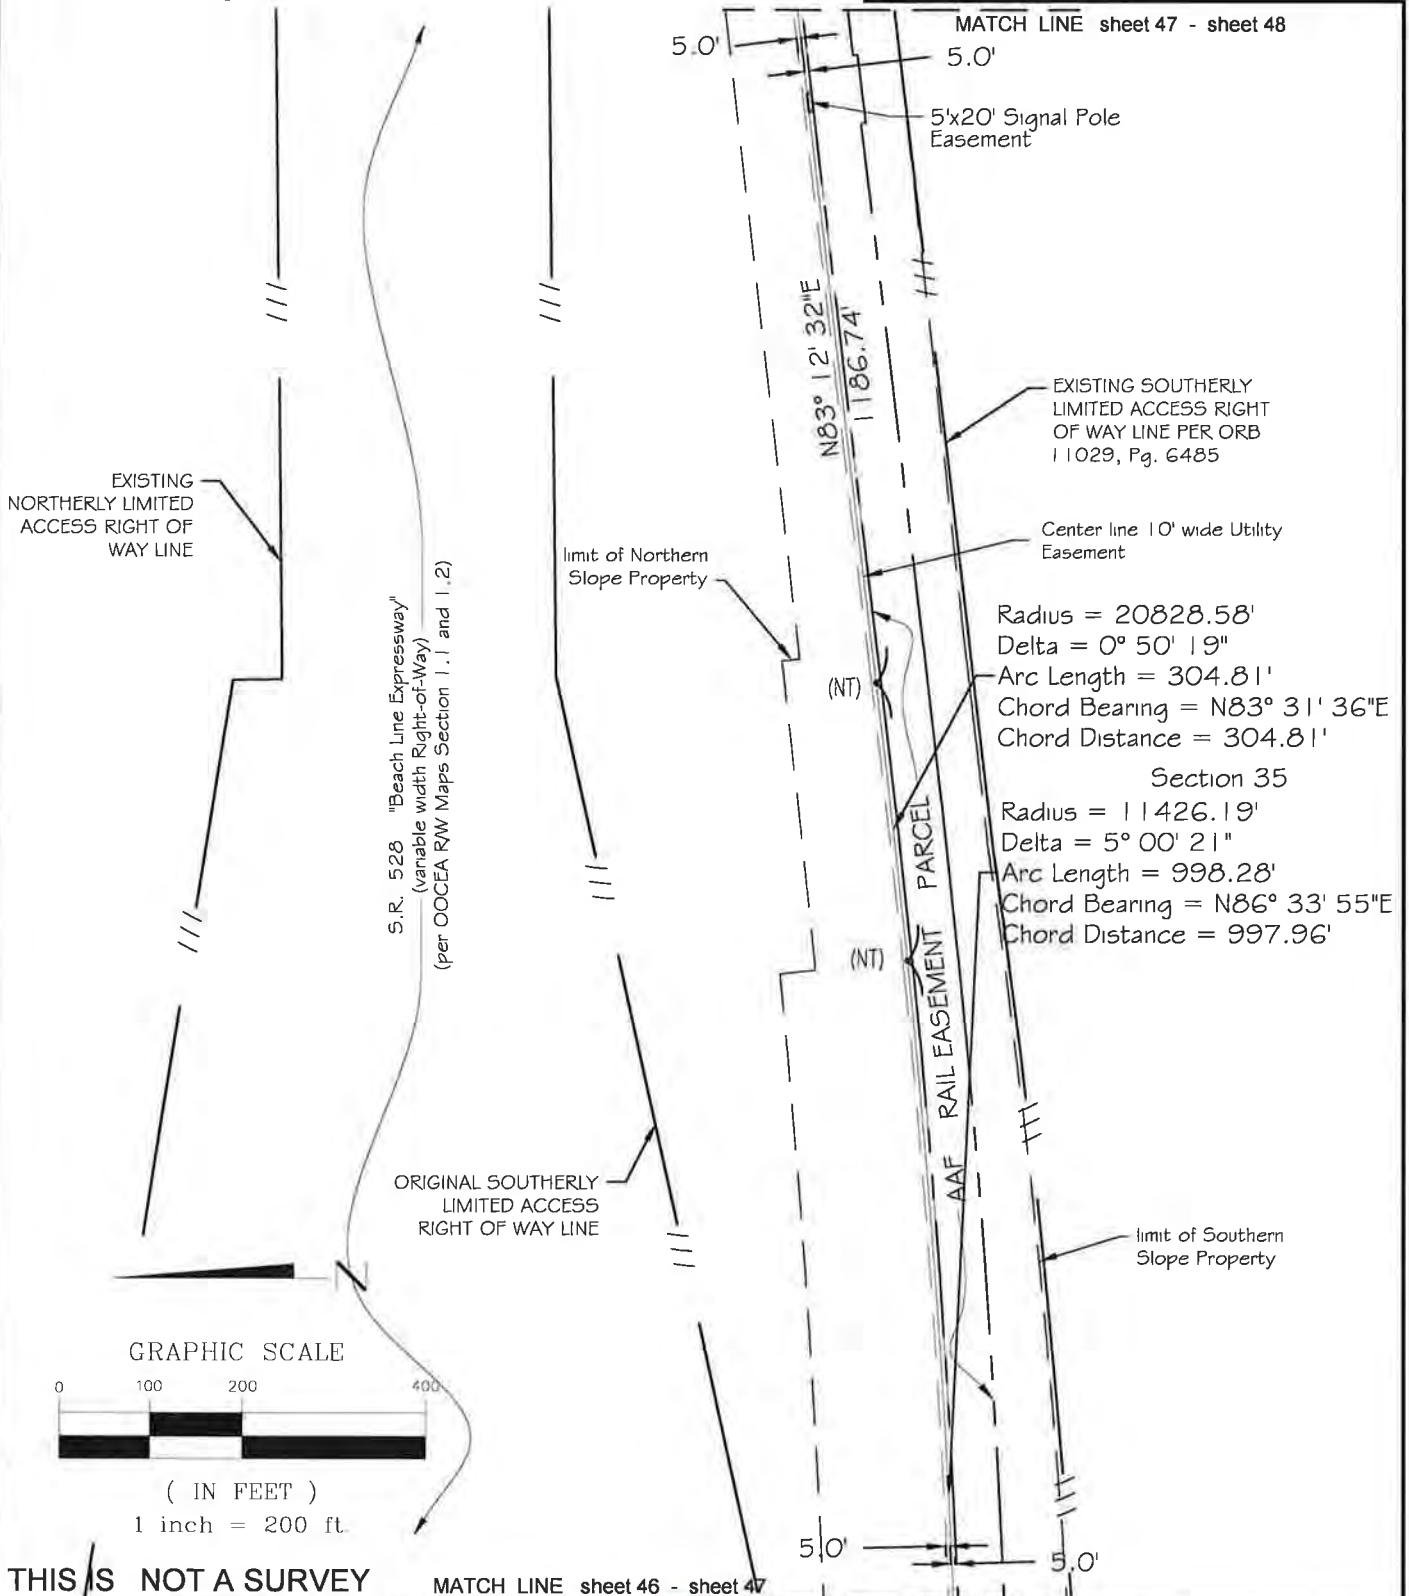 MATCH LINE sheet 47 - sheet 48
5.0'
5.0'
5'x20' Signal Pole
Easement
N83° 12' 32"E
1186.74'
EXISTING SOUTHERLY
LIMITED ACCESS RIGHT
OF WAY LINE PER ORB
11029, Pg. 6485
EXISTING
NORTHERLY LIMITED
ACCESS RIGHT OF
WAY LINE
Center line 10' wide Utility
Easement
limit of Northern
Slope Property
S.R. 528 "Beach Line Expressway"
(variable width Right-of-Way)
(per OOCEA R/W Maps Section 1.1 and 1.2)
Radius = 20828.58'
Delta = 0° 50' 19"
Arc Length = 304.81'
Chord Bearing = N83° 31' 36"E
Chord Distance = 304.81'
(NT)
Section 35
Radius = 11426.19'
Delta = 5° 00' 21"
Arc Length = 998.28'
Chord Bearing = N86° 33' 55"E
Chord Distance = 997.96'
(NT)
AAF RAIL EASEMENT PARCEL
ORIGINAL SOUTHERLY
LIMITED ACCESS
RIGHT OF WAY LINE
limit of Southern
Slope Property
N
GRAPHIC SCALE
0 100 200 400
( IN FEET )
1 inch = 200 ft.
5.0'
5.0'
THIS IS NOT A SURVEY
MATCH LINE sheet 46 - sheet 47